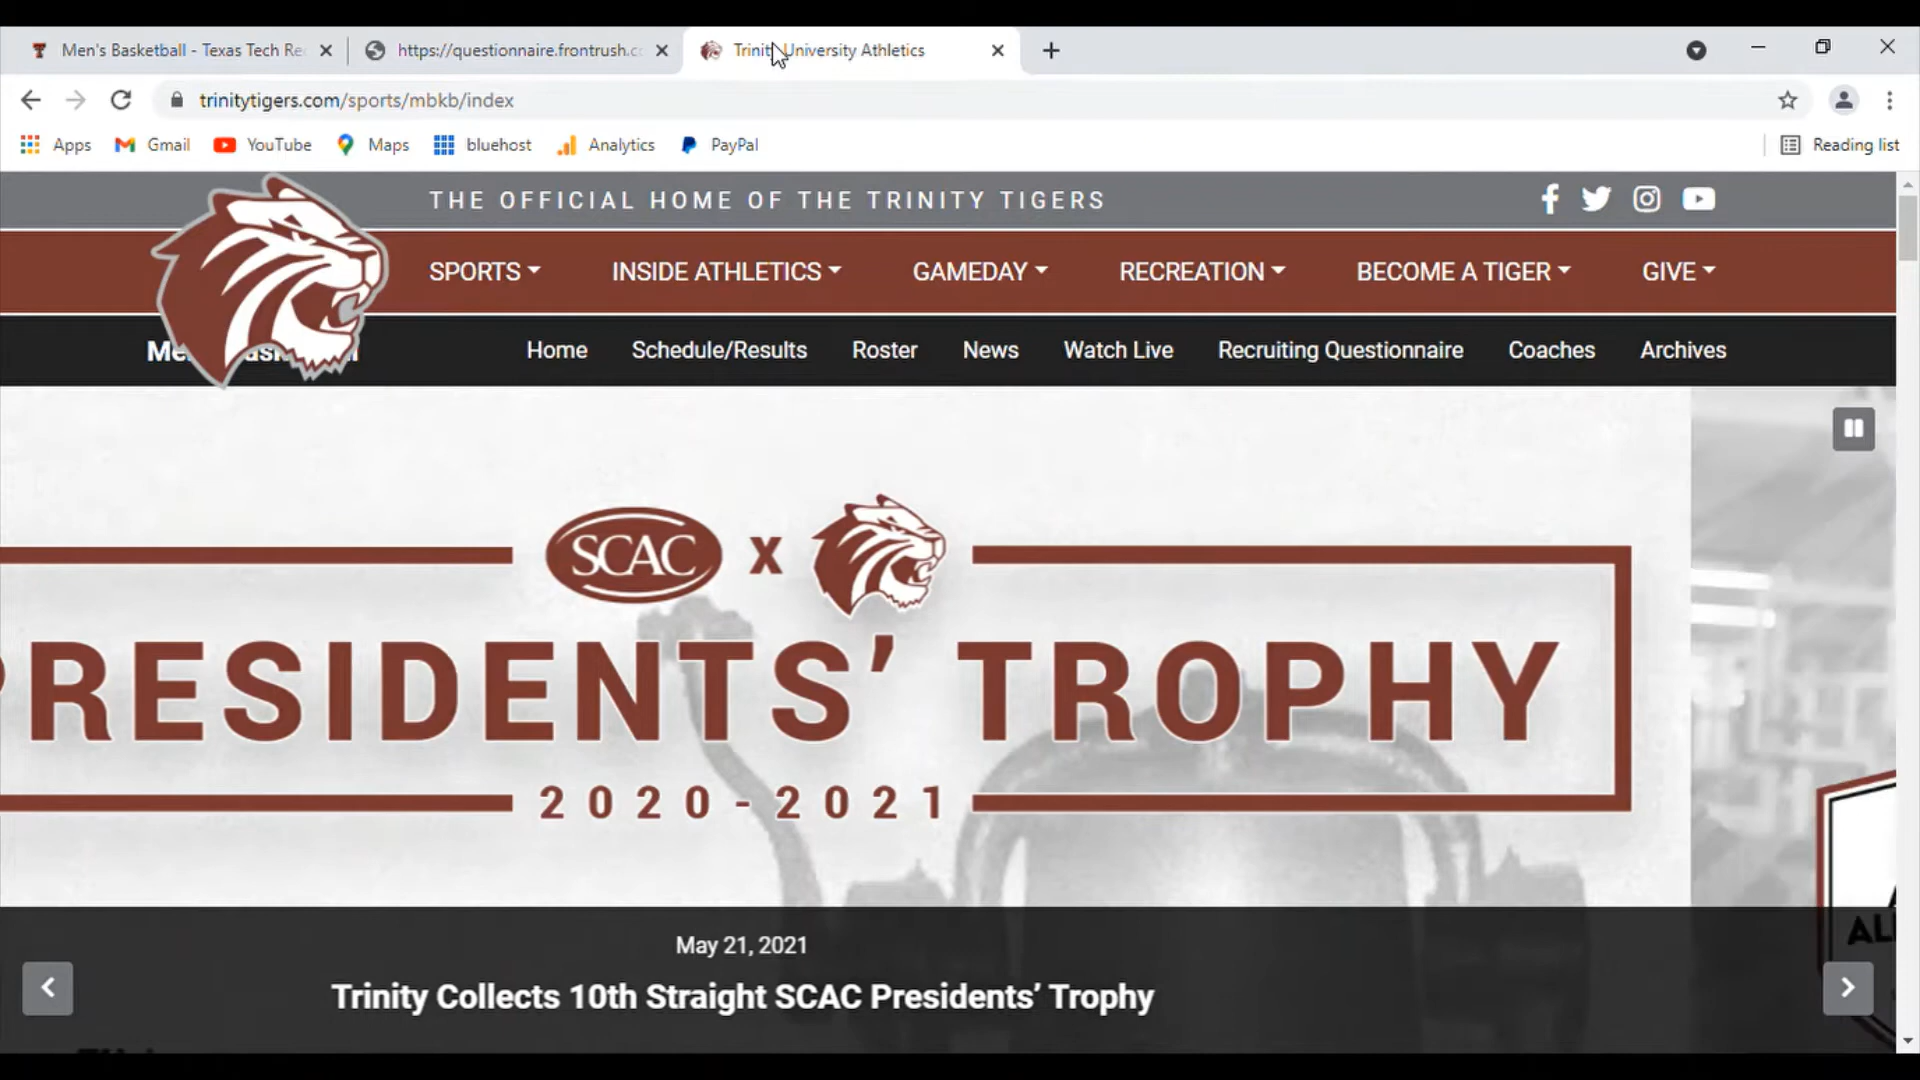 Men's Basketball - Texas Tech Re
https://questionnaire.frontrush.co
Trinity University Athletics
trinitytigers.com/sports/mbkb/index
Apps
Gmail
YouTube
Maps
bluehost
Analytics
PayPal
Reading list
THE OFFICIAL HOME OF THE TRINITY TIGERS
SPORTS
INSIDE ATHLETICS
GAMEDAY
RECREATION
BECOME A TIGER
GIVE
Home
Schedule/Results
Roster
News
Watch Live
Recruiting Questionnaire
Coaches
Archives
SCAC X
PRESIDENTS’ TROPHY
2020-2021
May 21, 2021
Trinity Collects 10th Straight SCAC Presidents’ Trophy